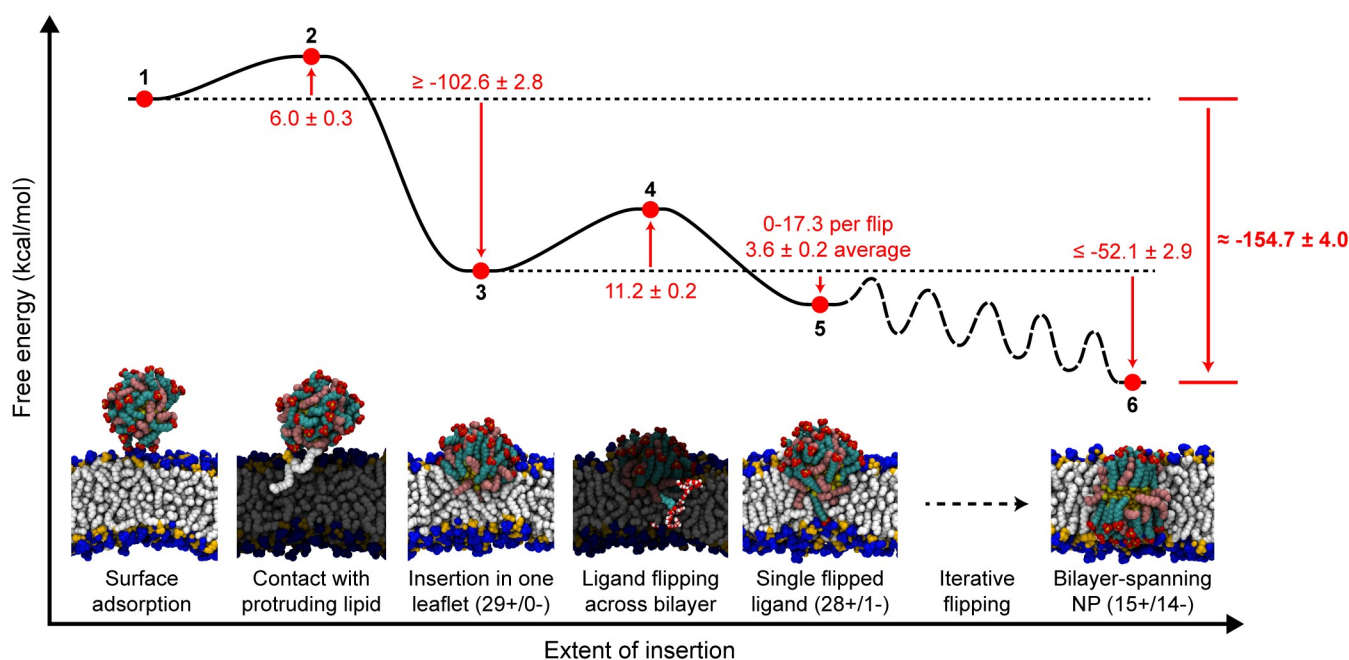 Free energy (kcal/mol)
1
2
6.0 ± 0.3
≥ -102.6 ± 2.8
3
4
11.2 ± 0.2
0-17.3 per flip
3.6 ± 0.2 average
5
≤ -52.1 ± 2.9
6
≈ -154.7 ± 4.0
Surface
adsorption
Contact with
protruding lipid
Insertion in one
leaflet (29+/0-)
Ligand flipping
across bilayer
Single flipped
ligand (28+/1-)
Iterative
flipping
Bilayer-spanning
NP (15+/14-)
Extent of insertion